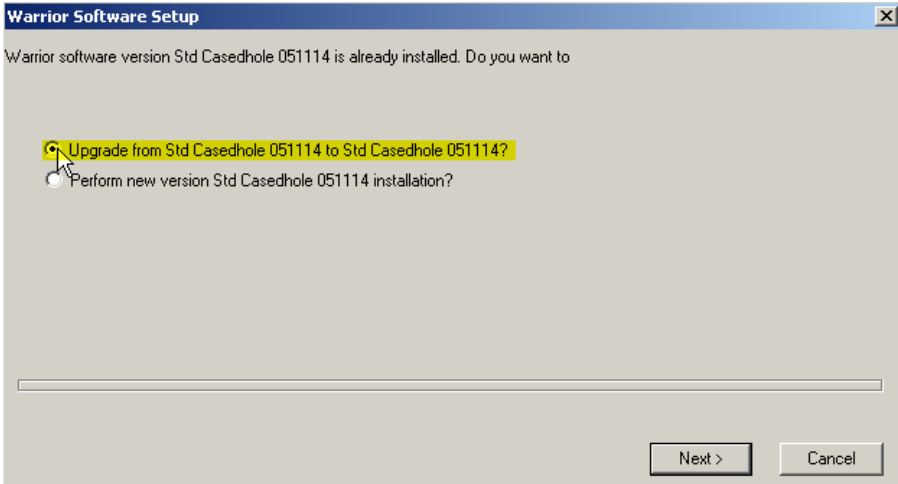 Warrior Software Setup
Warrior software version Std Casedhole 051114 is already installed. Do you want to
Upgrade from Std Casedhole 051114 to Std Casedhole 051114?
Perform new version Std Casedhole 051114 installation?
Next >
Cancel